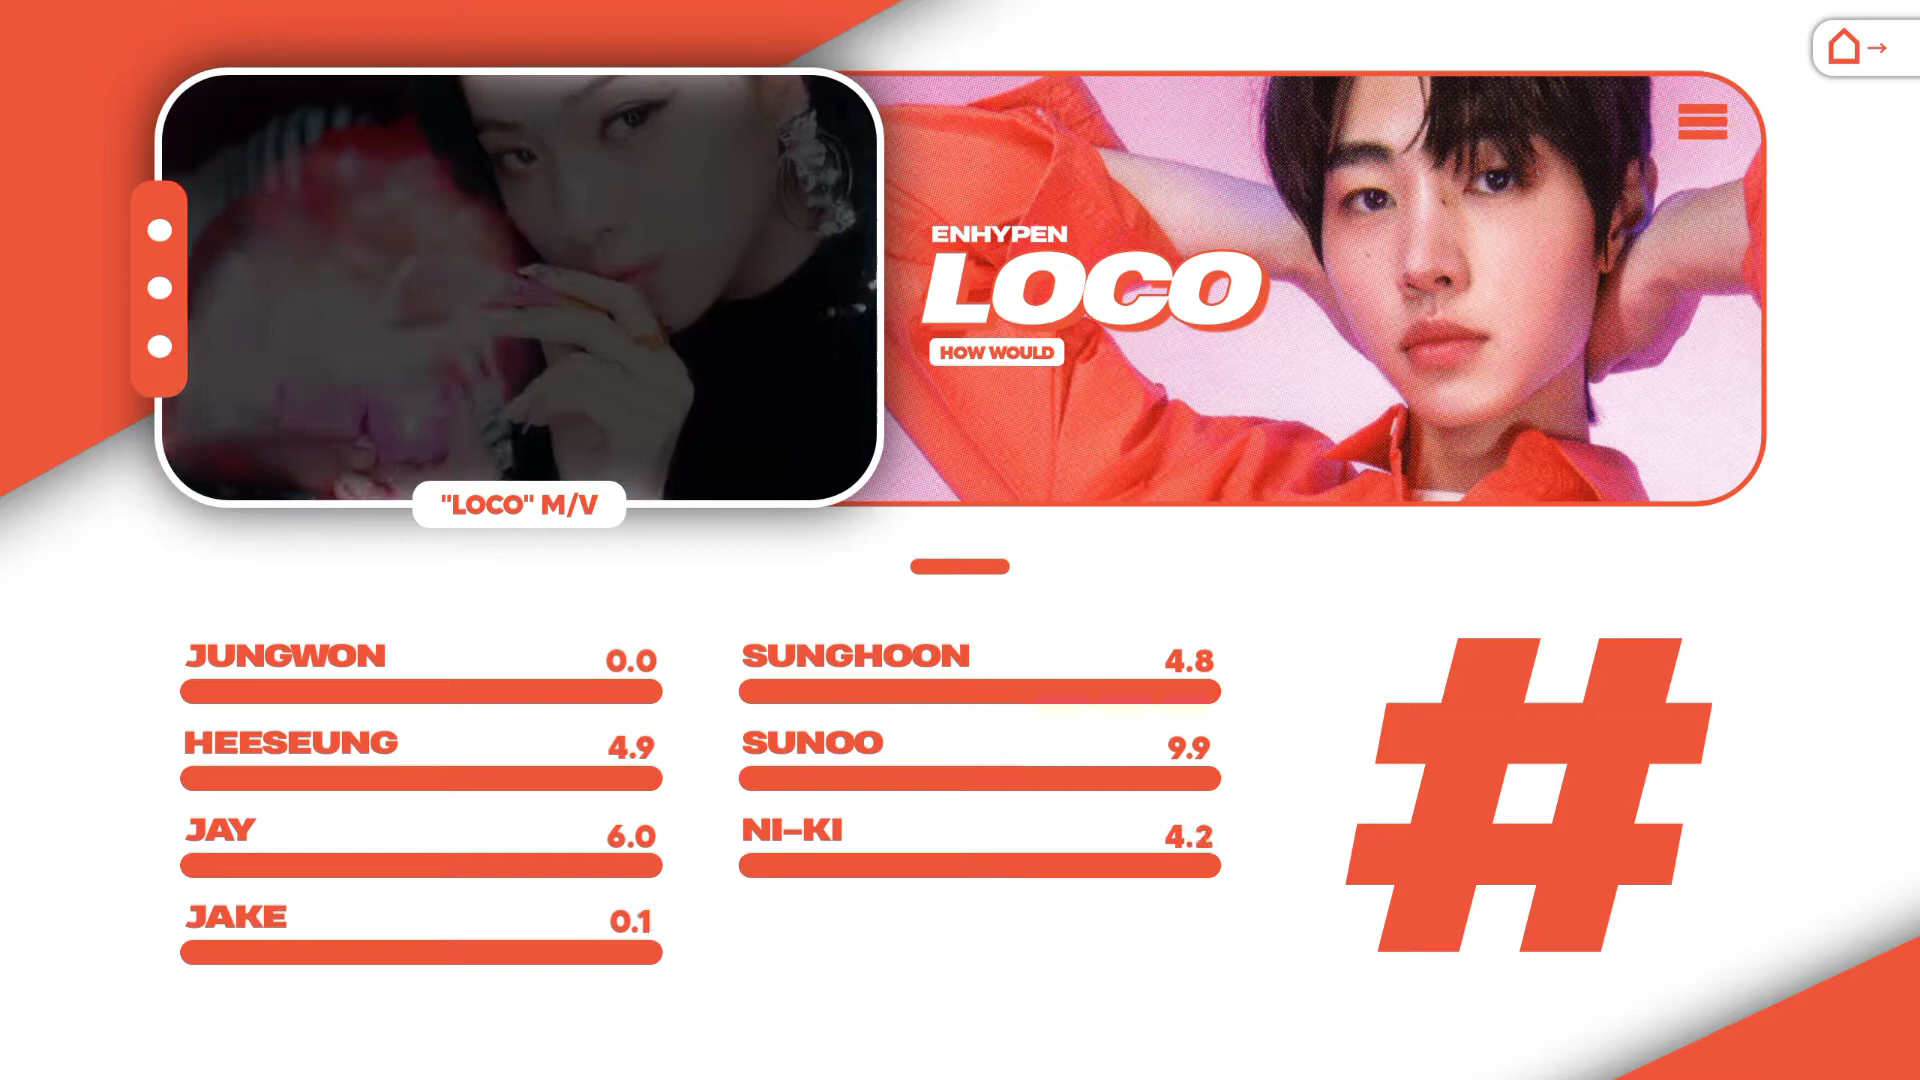 ENHYPEN
LOCO
HOW WOULD
"LOCO" M/V
JUNGWON 0.0
HEESEUNG 4.9
JAY 6.0
JAKE 0.1
SUNGHOON 4.8
SUNOO 9.9
NI-KI 4.2
#